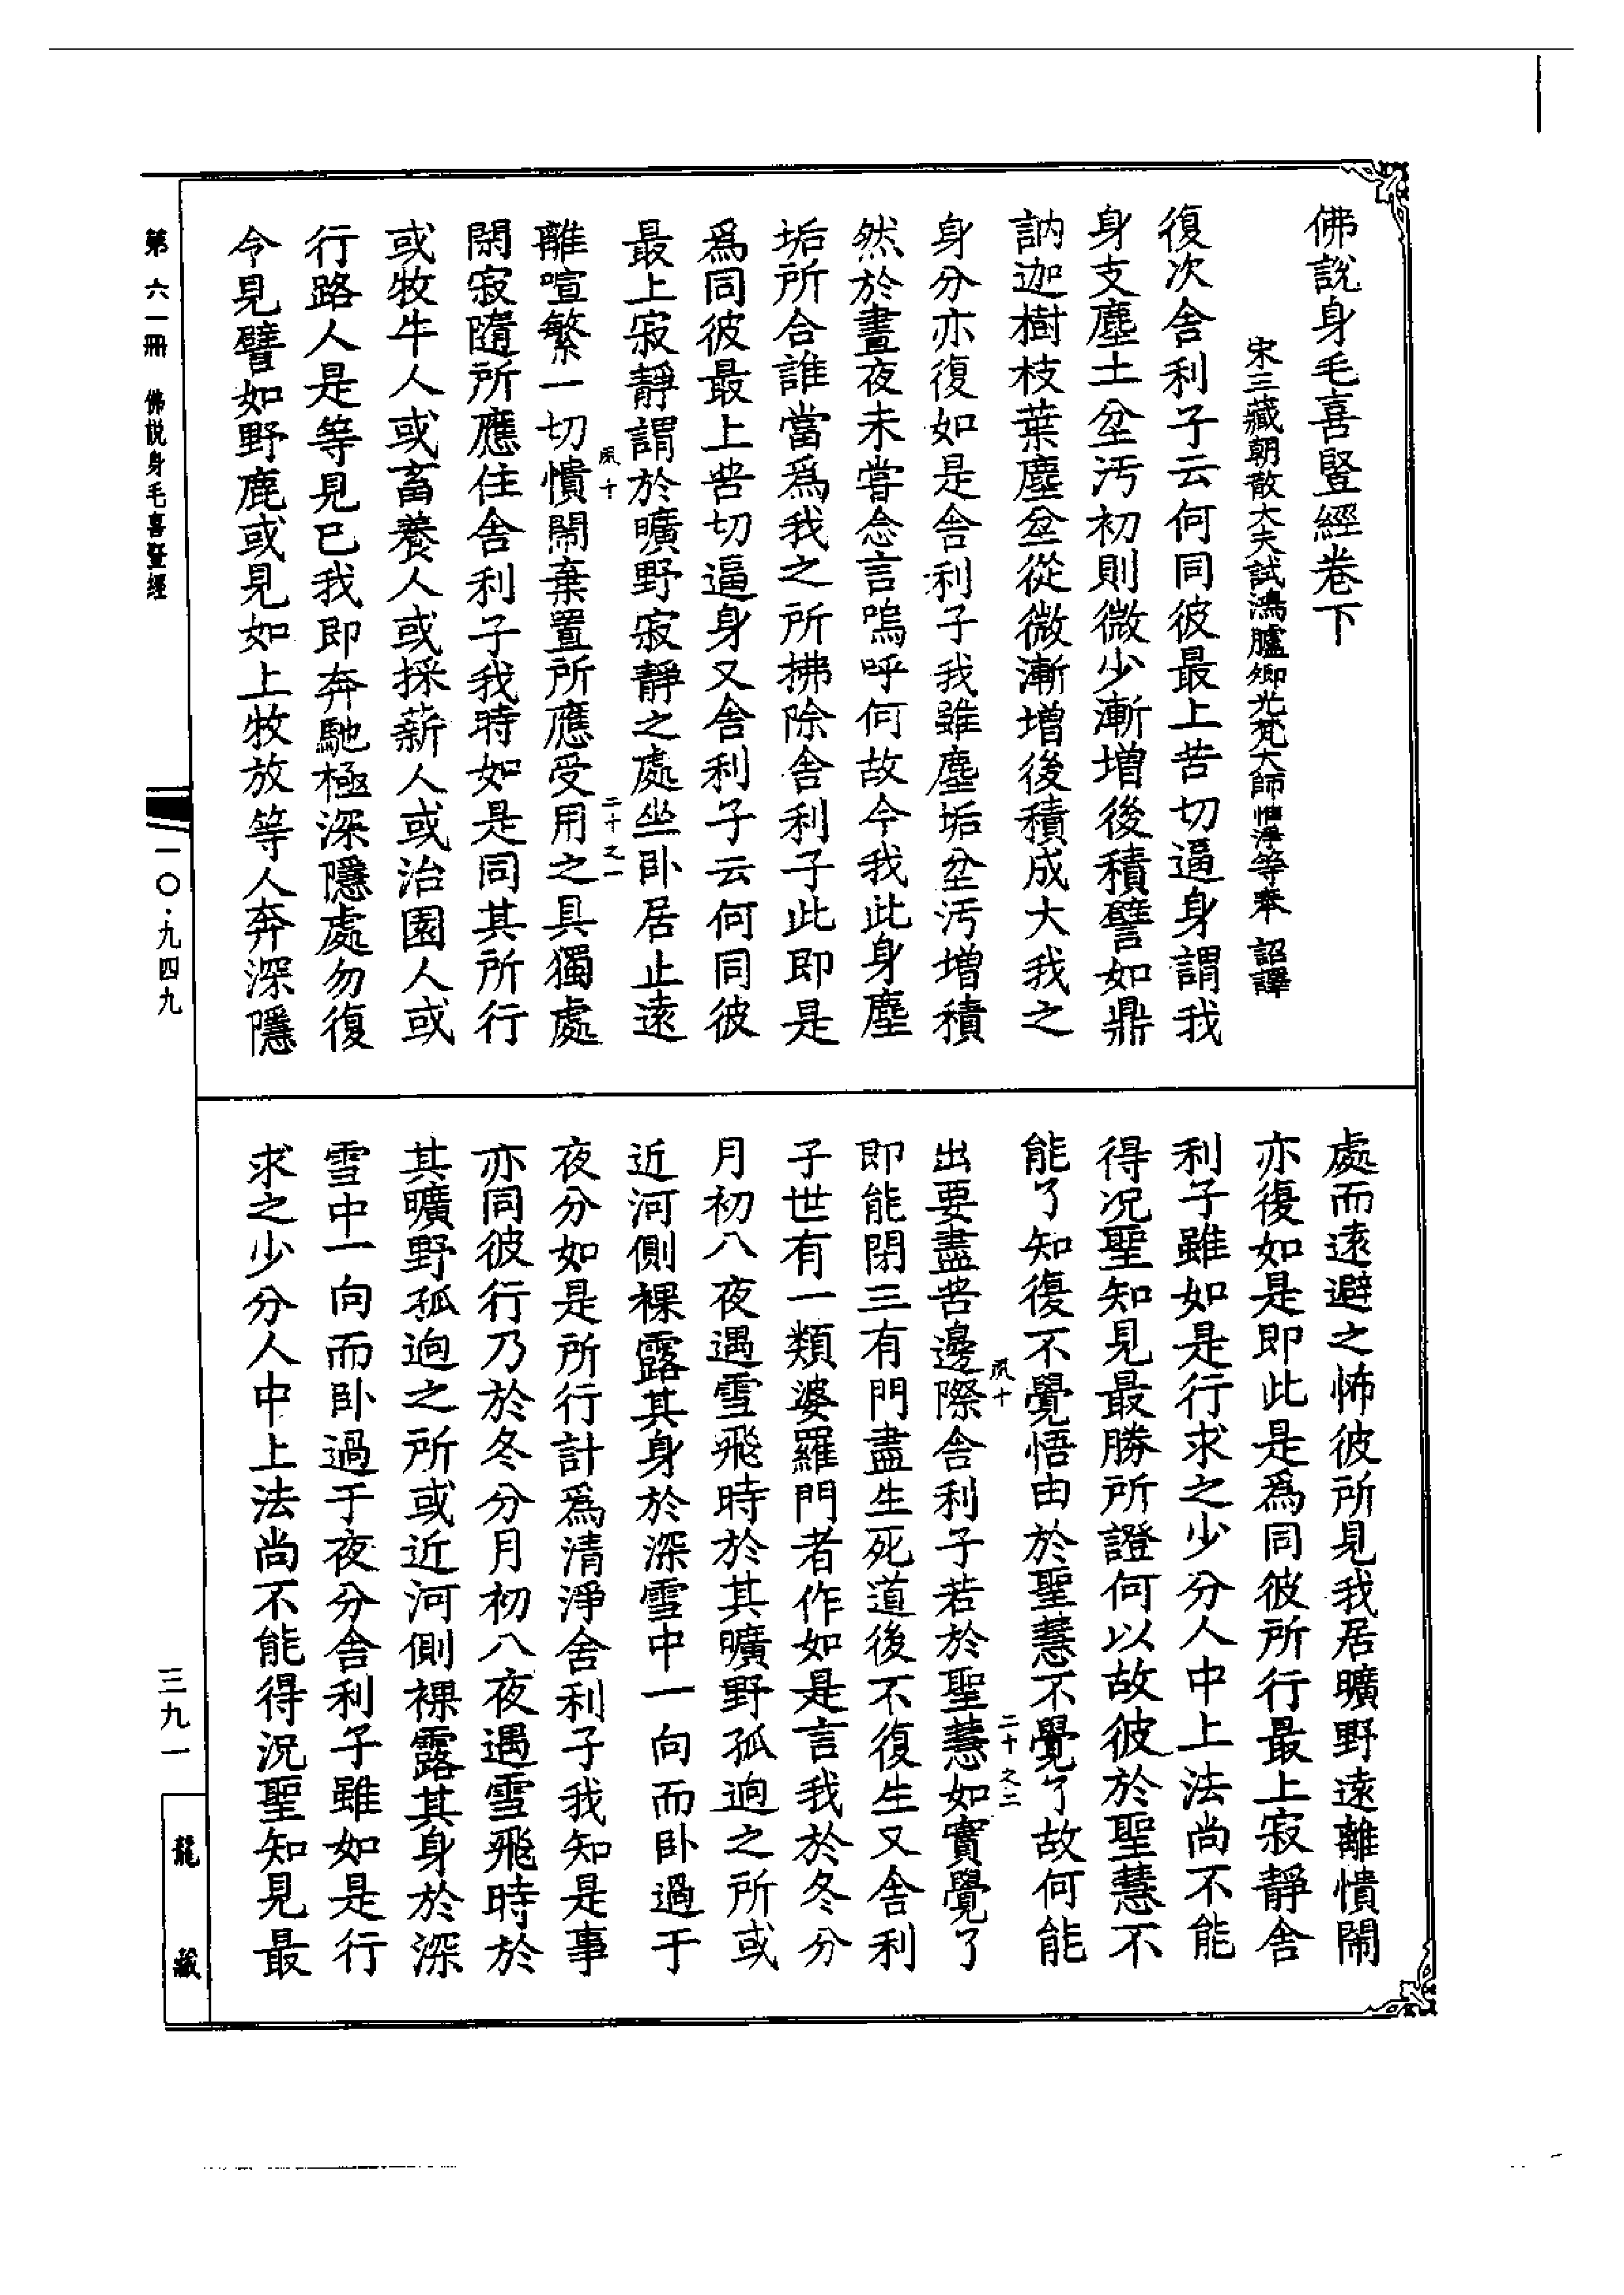 佛說身毛喜豎經卷下
宋三藏朝散大夫試鴻臚卿光梵大師惟淨等奉 詔譯
復次舍利子云何同彼最上苦切逼身謂我
身支塵土坌汚初則微少漸增後積譬如鼎
訥迦樹枝葉塵坌從微漸增後積成大我之
身分亦復如是舍利子我雖塵垢坌汚增積
然於晝夜未嘗念言嗚呼何故今我此身塵
垢所合誰當爲我之所拂除舍利子此即是
爲同彼最上苦切逼身又舍利子云何同彼
最上寂靜謂於曠野寂靜之處坐卧居止遠
夙十 二十之一
離喧繁一切憒鬧棄置所應受用之具獨處
閑寂隨所應住舍利子我時如是同其所行
或牧牛人或畜養人或採薪人或治園人或
行路人是等見已我即奔馳極深隱處勿復
今見譬如野鹿或見如上牧放等人奔深隱
處而遠避之怖彼所見我居曠野遠離憒鬧
亦復如是即此是爲同彼所行最上寂靜舍
利子雖如是行求之少分人中上法尚不能
得况聖知見最勝所證何以故彼於聖慧不
能了知復不覺悟由於聖慧不覺了故何能
夙十 二十之二
出要盡苦邊際舍利子若於聖慧如實覺了
即能閉三有門盡生死道後不復生又舍利
子世有一類婆羅門者作如是言我於冬分
月初八夜遇雪飛時於其曠野孤逈之所或
近河側裸露其身於深雪中一向而卧過于
夜分如是所行計爲清淨舍利子我知是事
亦同彼行乃於冬分月初八夜遇雪飛時於
其曠野孤逈之所或近河側裸露其身於深
雪中一向而卧過于夜分舍利子雖如是行
求之少分人中上法尚不能得況聖知見最
第六一冊 佛說身毛喜豎經
一〇·九四九
三九一
龍藏